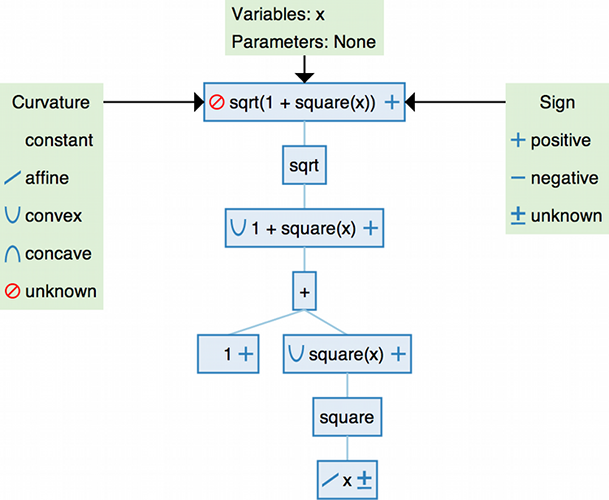 Variables: x
Parameters: None
Curvature
constant
affine
convex
concave
unknown
sqrt(1 + square(x)) +
Sign
+ positive
− negative
± unknown
sqrt
1 + square(x) +
+
1 +
square(x) +
square
x ±